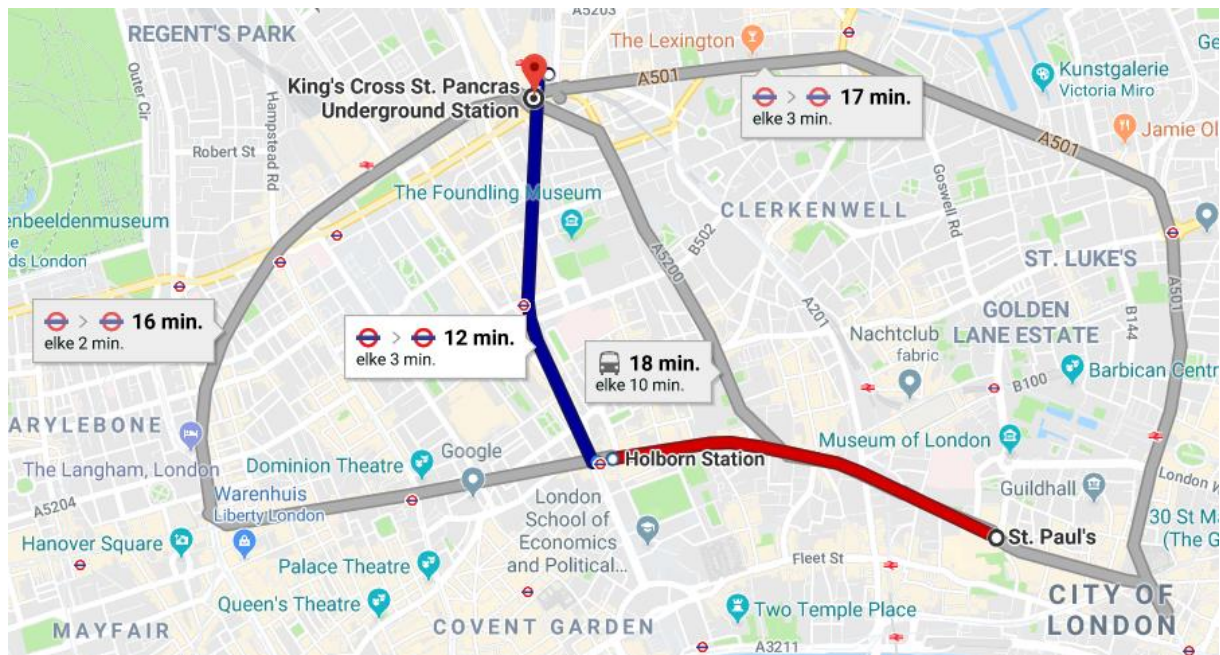 A5203
REGENT'S PARK
The Lexington
King's Cross St. Pancras
Underground Station
A501
> 17 min.
elke 3 min.
Kunstgalerie
Victoria Miro
Jamie Ol
Outer Cir
Hampstead Rd
Robert St
A501
enbeeldenmuseum
ds London
The Foundling Museum
CLERKENWELL
Goswell Rd
B502
A5200
ST. LUKE'S
A501
> 16 min.
elke 2 min.
> 12 min.
elke 3 min.
18 min.
elke 10 min.
A201
GOLDEN
LANE ESTATE
B144
Nachtclub
fabric
B100
Barbican Centr
ARYLEBONE
Google
Museum of London
The Langham, London
Dominion Theatre
Holborn Station
A5204
Warenhuis
Liberty London
London
School of
Economics
and Political...
Guildhall
London W
30 St Ma
(The G
St. Paul's
Hanover Square
Palace Theatre
Fleet St
Queen's Theatre
Two Temple Place
CITY OF
LONDON
MAYFAIR
COVENT GARDEN
A3211